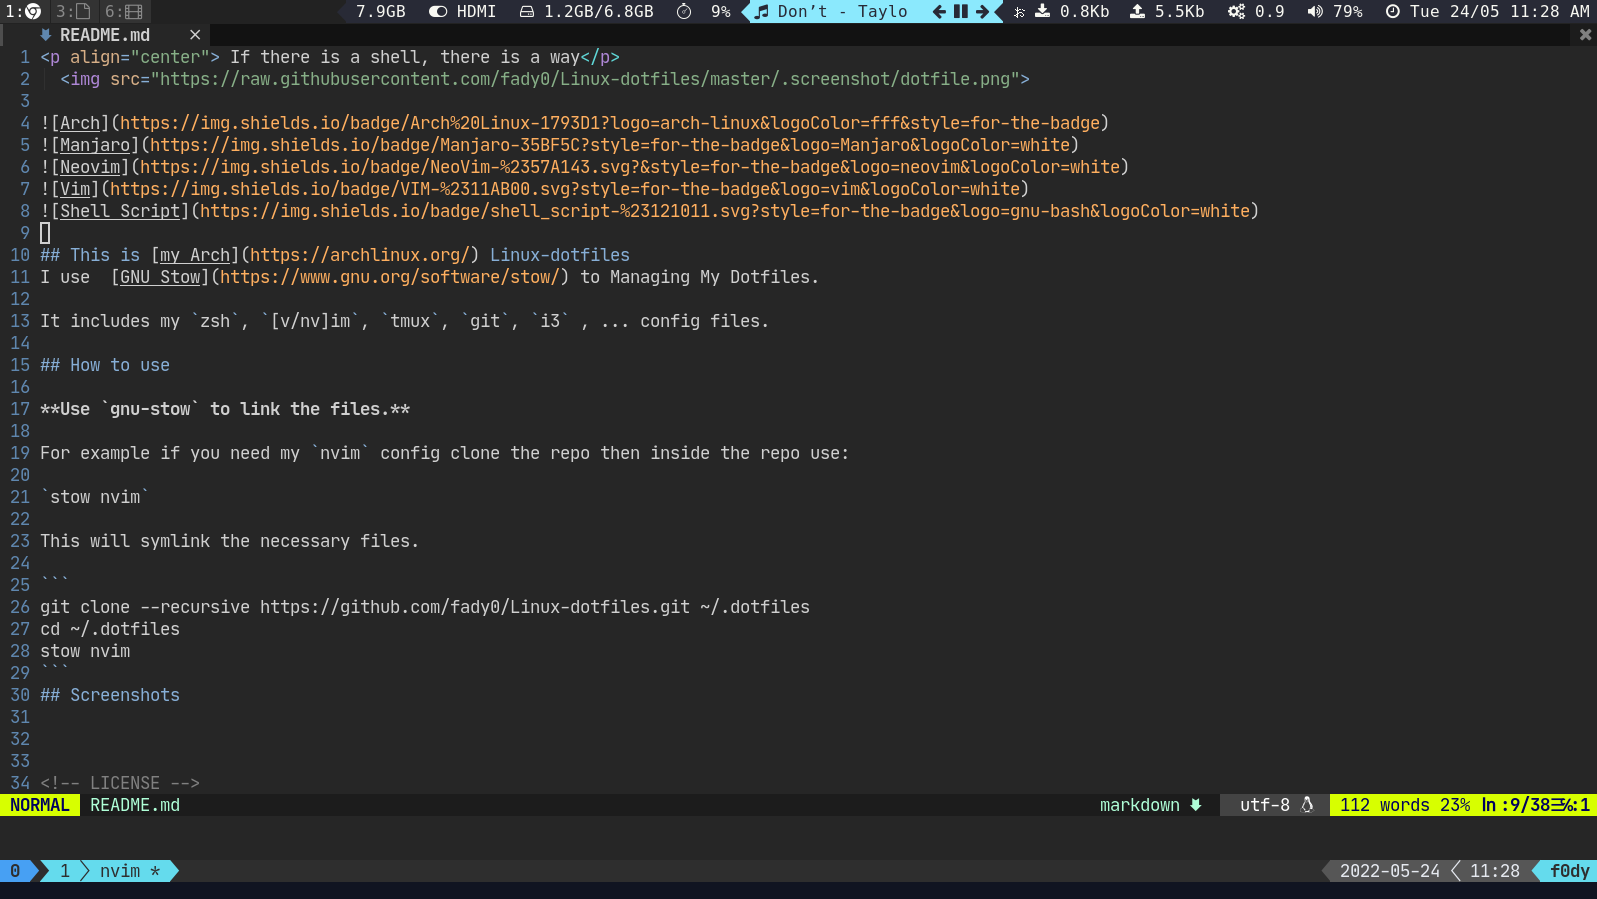 1: 3: 6: 7.9GB HDMI 1.2GB/6.8GB 9% Don’t - Taylo 0.8Kb 5.5Kb 0.9 79% Tue 24/05 11:28 AM
README.md ×
1 <p align="center"> If there is a shell, there is a way</p>
2 <img src="https://raw.githubusercontent.com/fady0/Linux-dotfiles/master/.screenshot/dotfile.png">
3
4 ![Arch](https://img.shields.io/badge/Arch%20Linux-1793D1?logo=arch-linux&logoColor=fff&style=for-the-badge)
5 ![Manjaro](https://img.shields.io/badge/Manjaro-35BF5C?style=for-the-badge&logo=Manjaro&logoColor=white)
6 ![Neovim](https://img.shields.io/badge/NeoVim-%2357A143.svg?&style=for-the-badge&logo=neovim&logoColor=white)
7 ![Vim](https://img.shields.io/badge/VIM-%2311AB00.svg?style=for-the-badge&logo=vim&logoColor=white)
8 ![Shell Script](https://img.shields.io/badge/shell_script-%23121011.svg?style=for-the-badge&logo=gnu-bash&logoColor=white)
9
10 ## This is [my Arch](https://archlinux.org/) Linux-dotfiles
11 I use  [GNU Stow](https://www.gnu.org/software/stow/) to Managing My Dotfiles.
12
13 It includes my `zsh`, `[v/nv]im`, `tmux`, `git`, `i3` , ... config files.
14
15 ## How to use
16
17 **Use `gnu-stow` to link the files.**
18
19 For example if you need my `nvim` config clone the repo then inside the repo use:
20
21 `stow nvim`
22
23 This will symlink the necessary files.
24
25 ```
26 git clone --recursive https://github.com/fady0/Linux-dotfiles.git ~/.dotfiles
27 cd ~/.dotfiles
28 stow nvim
29 ```
30 ## Screenshots
31
32
33
34 <!-- LICENSE -->
NORMAL README.md markdown utf-8 112 words 23% ln :9/38☰℅:1
0 1 nvim * 2022-05-24 11:28 f0dy